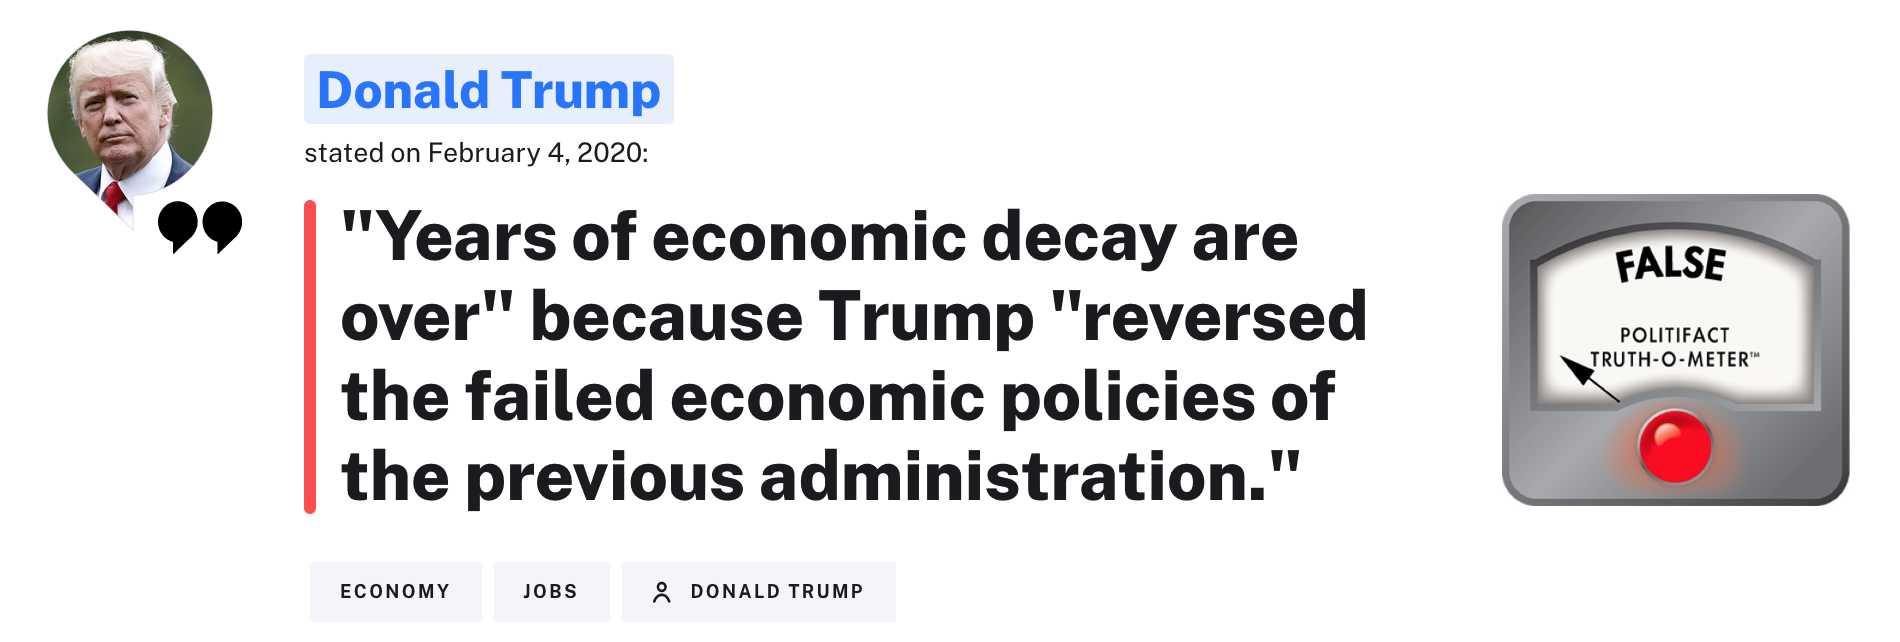 Donald Trump
stated on February 4, 2020:
"Years of economic decay are
over" because Trump "reversed
the failed economic policies of
the previous administration."
FALSE
POLITIFACT
TRUTH-O-METER™
ECONOMY
JOBS
DONALD TRUMP